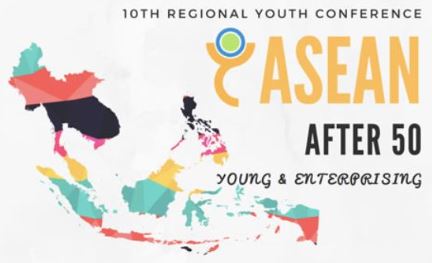 10TH REGIONAL YOUTH CONFERENCE
ASEAN
AFTER 50
YOUNG & ENTERPRISING